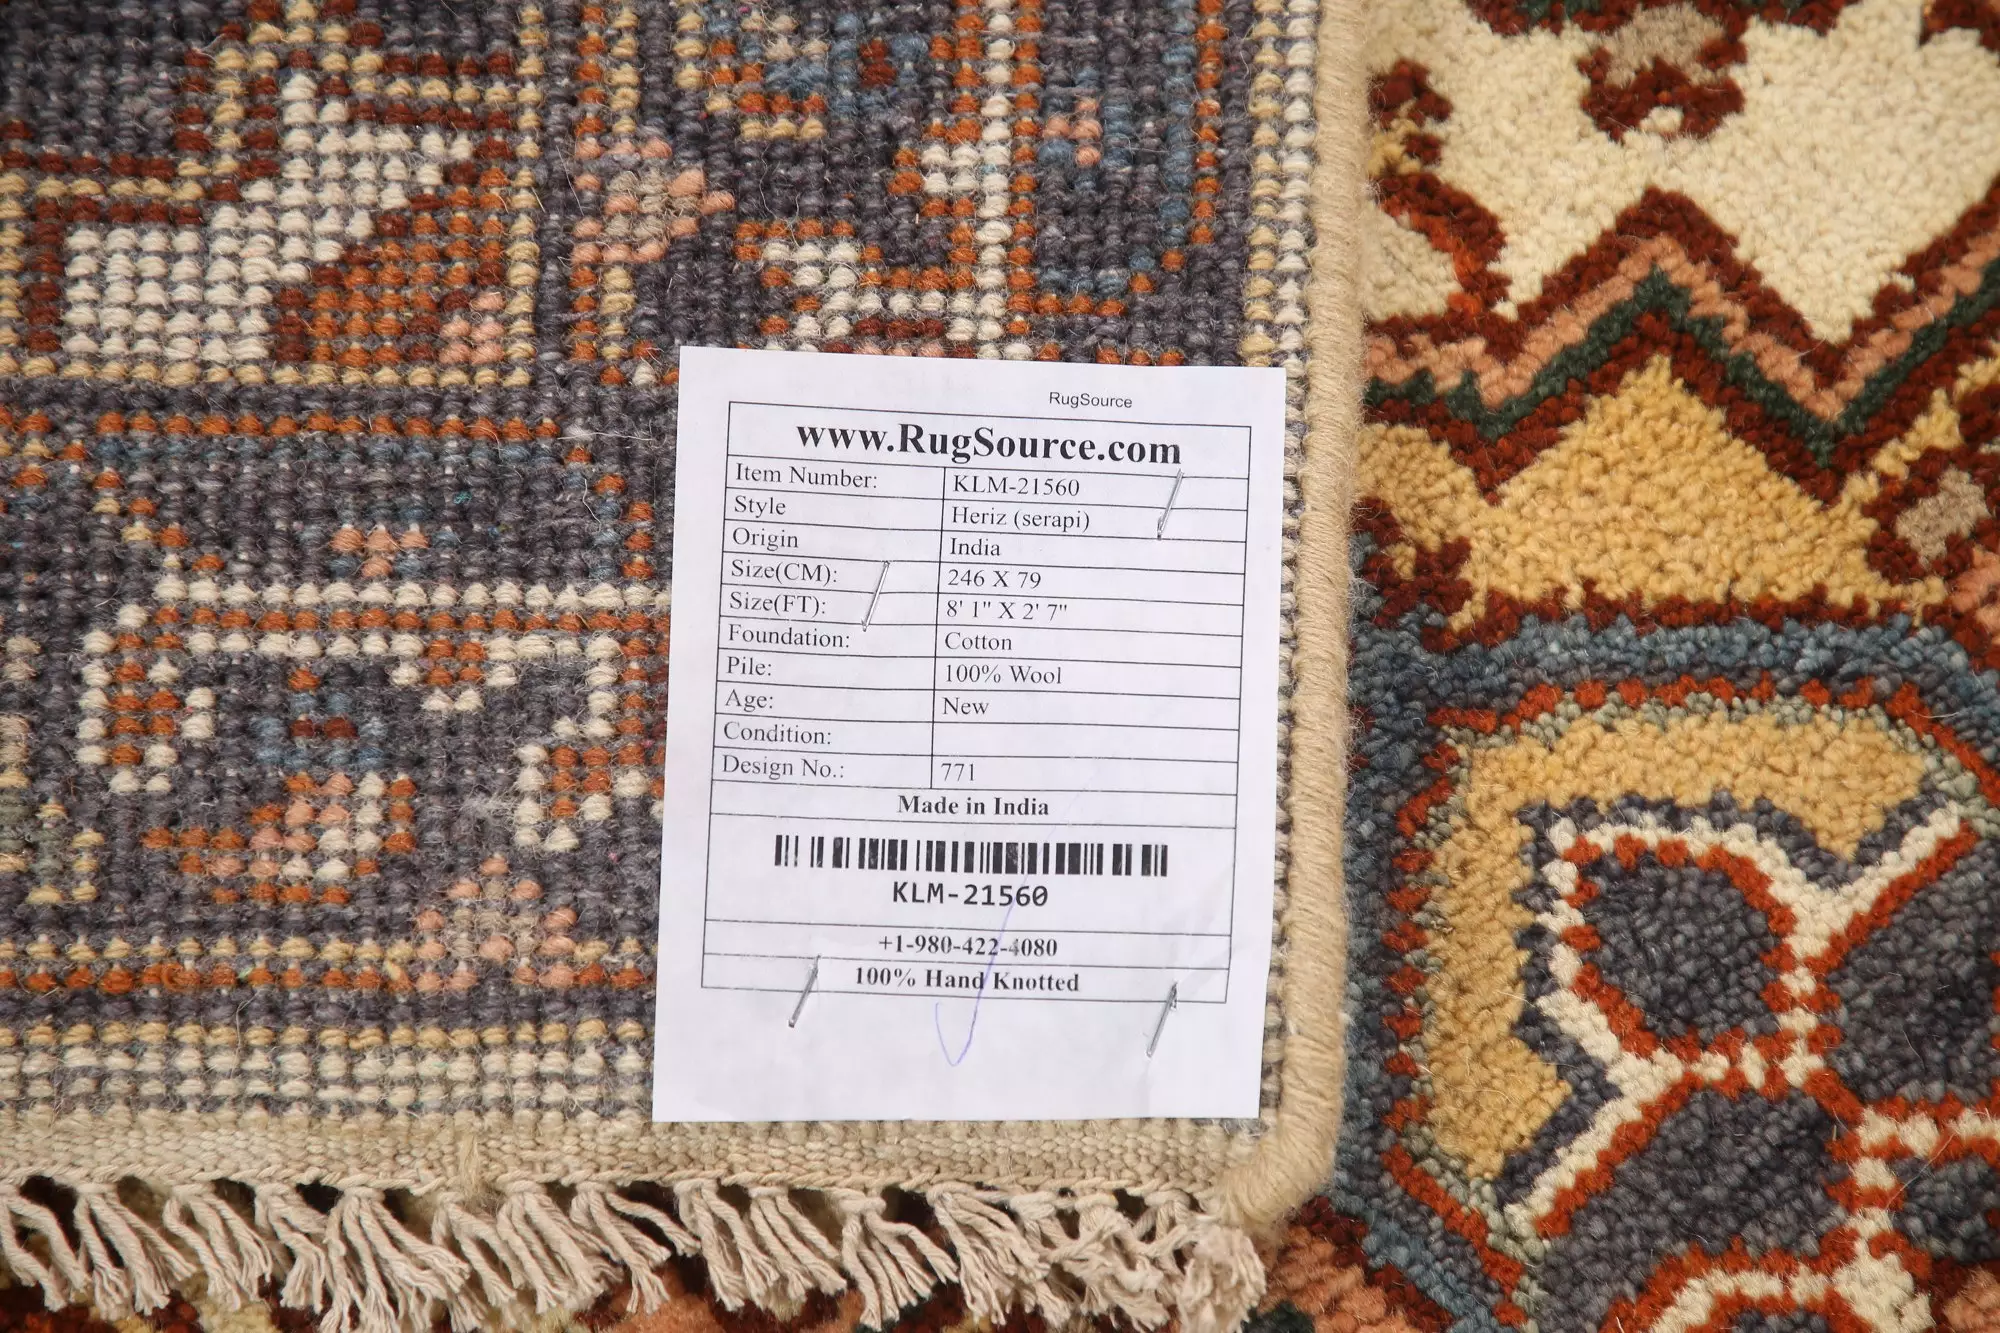 RugSource
www.RugSource.com
Item Number: KLM-21560
Style Heriz (serapi)
Origin India
Size(CM): 246 X 79
Size(FT): 8' 1" X 2' 7"
Foundation: Cotton
Pile: 100% Wool
Age: New
Condition:
Design No.: 771
Made in India
KLM-21560
+1-980-422-4080
100% Hand Knotted